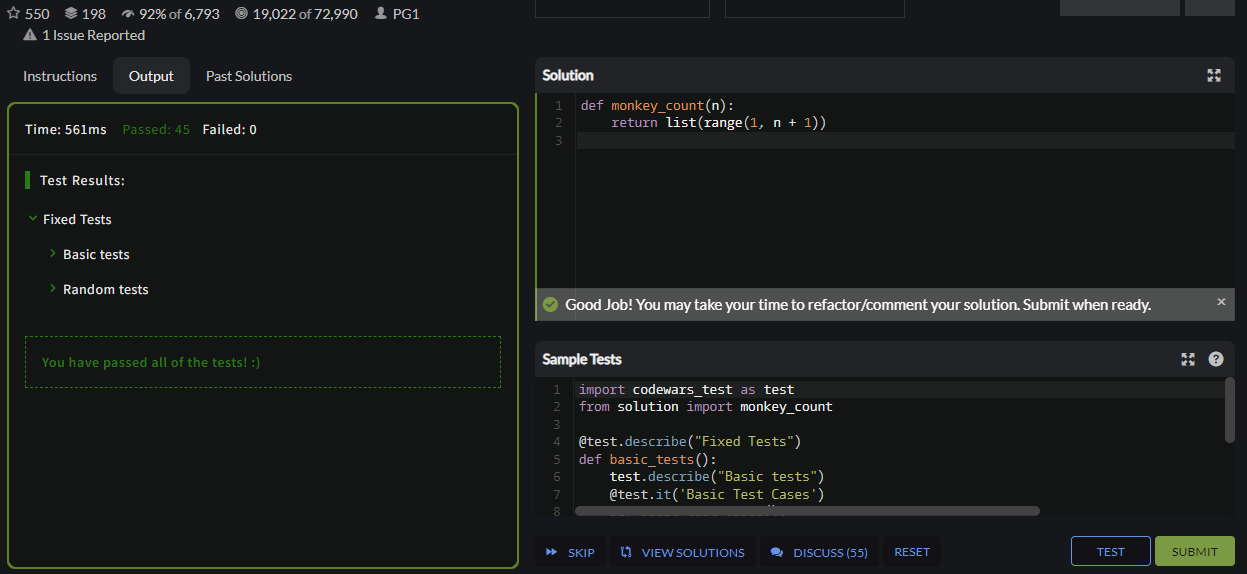 550 198 92% of 6,793 19,022 of 72,990 PG1
1 Issue Reported
Instructions Output Past Solutions
Time: 561ms Passed: 45 Failed: 0
Test Results:
Fixed Tests
Basic tests
Random tests
You have passed all of the tests! :)
Solution
1 def monkey_count(n):
2     return list(range(1, n + 1))
3
Good Job! You may take your time to refactor/comment your solution. Submit when ready.
Sample Tests
1 import codewars_test as test
2 from solution import monkey_count
3
4 @test.describe("Fixed Tests")
5 def basic_tests():
6     test.describe("Basic tests")
7     @test.it('Basic Test Cases')
8
SKIP VIEW SOLUTIONS DISCUSS (55) RESET TEST SUBMIT